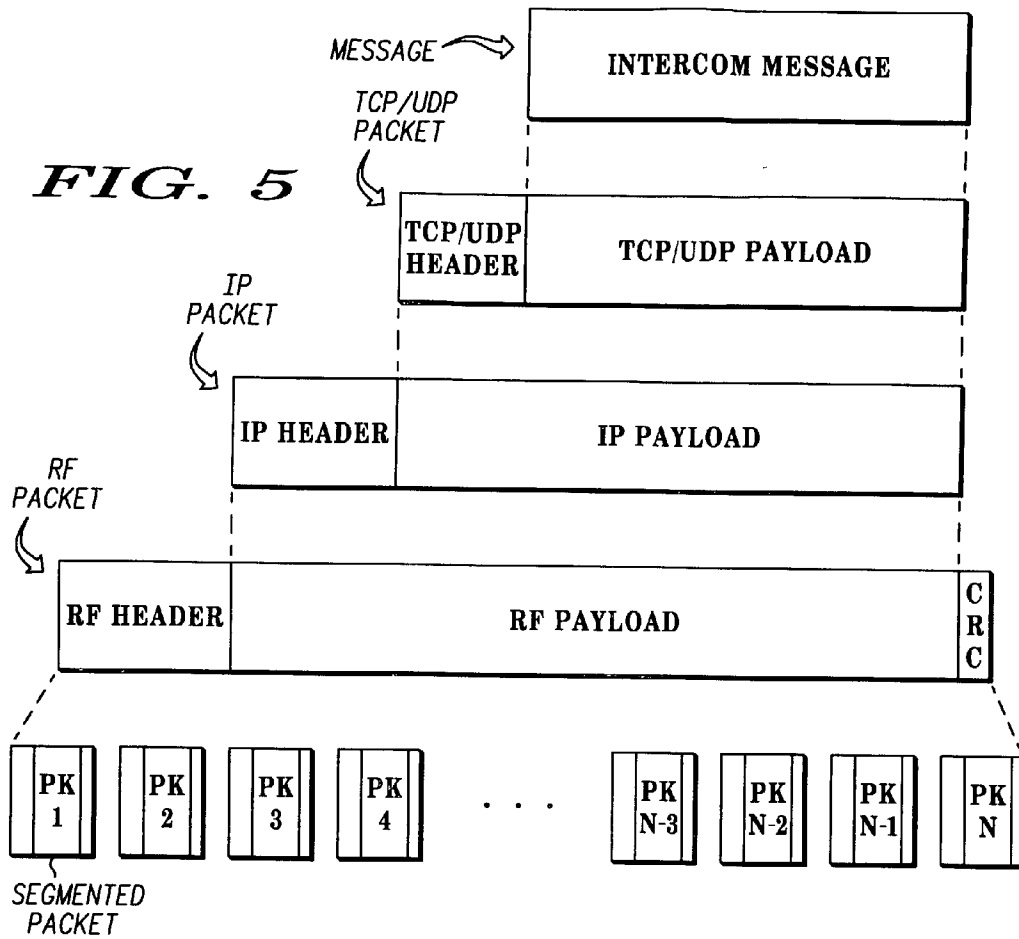 MESSAGE
INTERCOM MESSAGE
TCP/UDP
PACKET
FIG. 5
TCP/UDP
HEADER
TCP/UDP PAYLOAD
IP
PACKET
IP HEADER
IP PAYLOAD
RF
PACKET
RF HEADER
RF PAYLOAD
C
R
C
PK
1
PK
2
PK
3
PK
4
. . .
PK
N-3
PK
N-2
PK
N-1
PK
N
SEGMENTED
PACKET